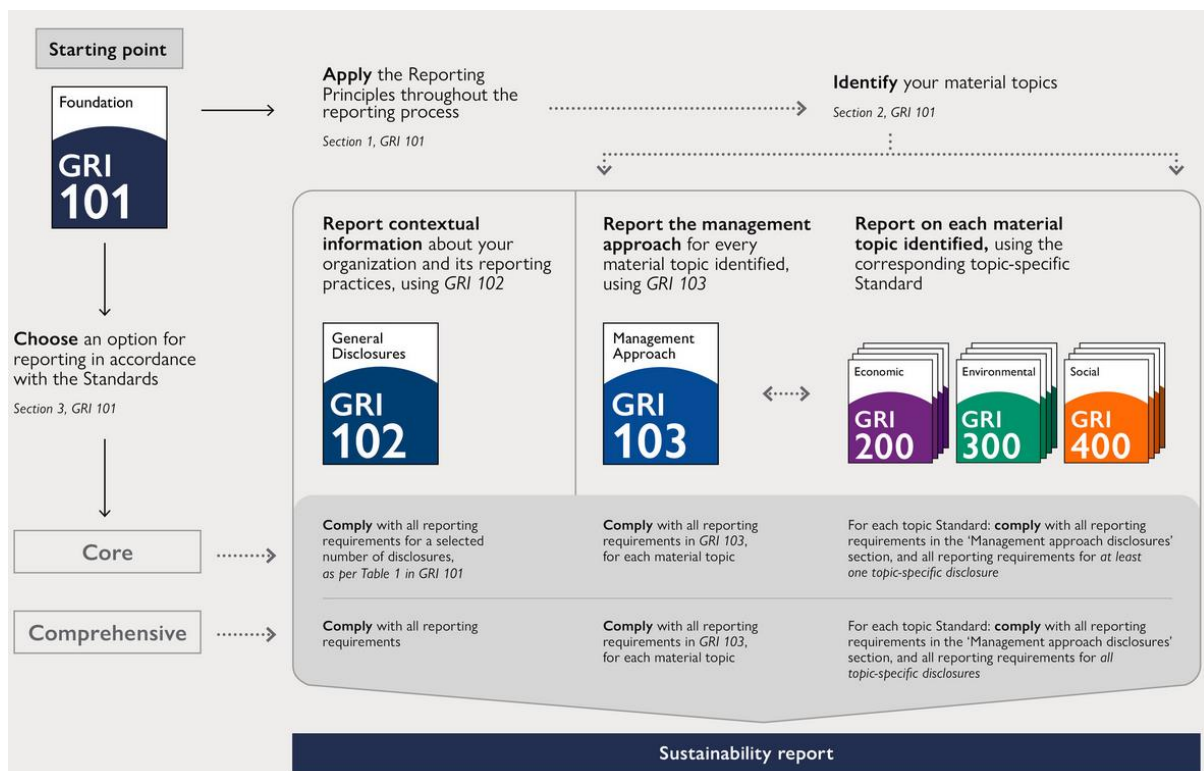 Starting point
Foundation
GRI
101
Apply the Reporting
Principles throughout the
reporting process
Section 1, GRI 101
Identify your material topics
Section 2, GRI 101
Choose an option for
reporting in accordance
with the Standards
Section 3, GRI 101
Report contextual
information about your
organization and its reporting
practices, using GRI 102
General
Disclosures
GRI
102
Report the management
approach for every
material topic identified,
using GRI 103
Management
Approach
GRI
103
Report on each material
topic identified, using the
corresponding topic-specific
Standard
Economic
GRI
200
Environmental
GRI
300
Social
GRI
400
Core
Comply with all reporting
requirements for a selected
number of disclosures,
as per Table 1 in GRI 101
Comply with all reporting
requirements in GRI 103,
for each material topic
For each topic Standard: comply with all reporting
requirements in the ‘Management approach disclosures’
section, and all reporting requirements for at least
one topic-specific disclosure
Comprehensive
Comply with all reporting
requirements
Comply with all reporting
requirements in GRI 103,
for each material topic
For each topic Standard: comply with all reporting
requirements in the ‘Management approach disclosures’
section, and all reporting requirements for all
topic-specific disclosures
Sustainability report